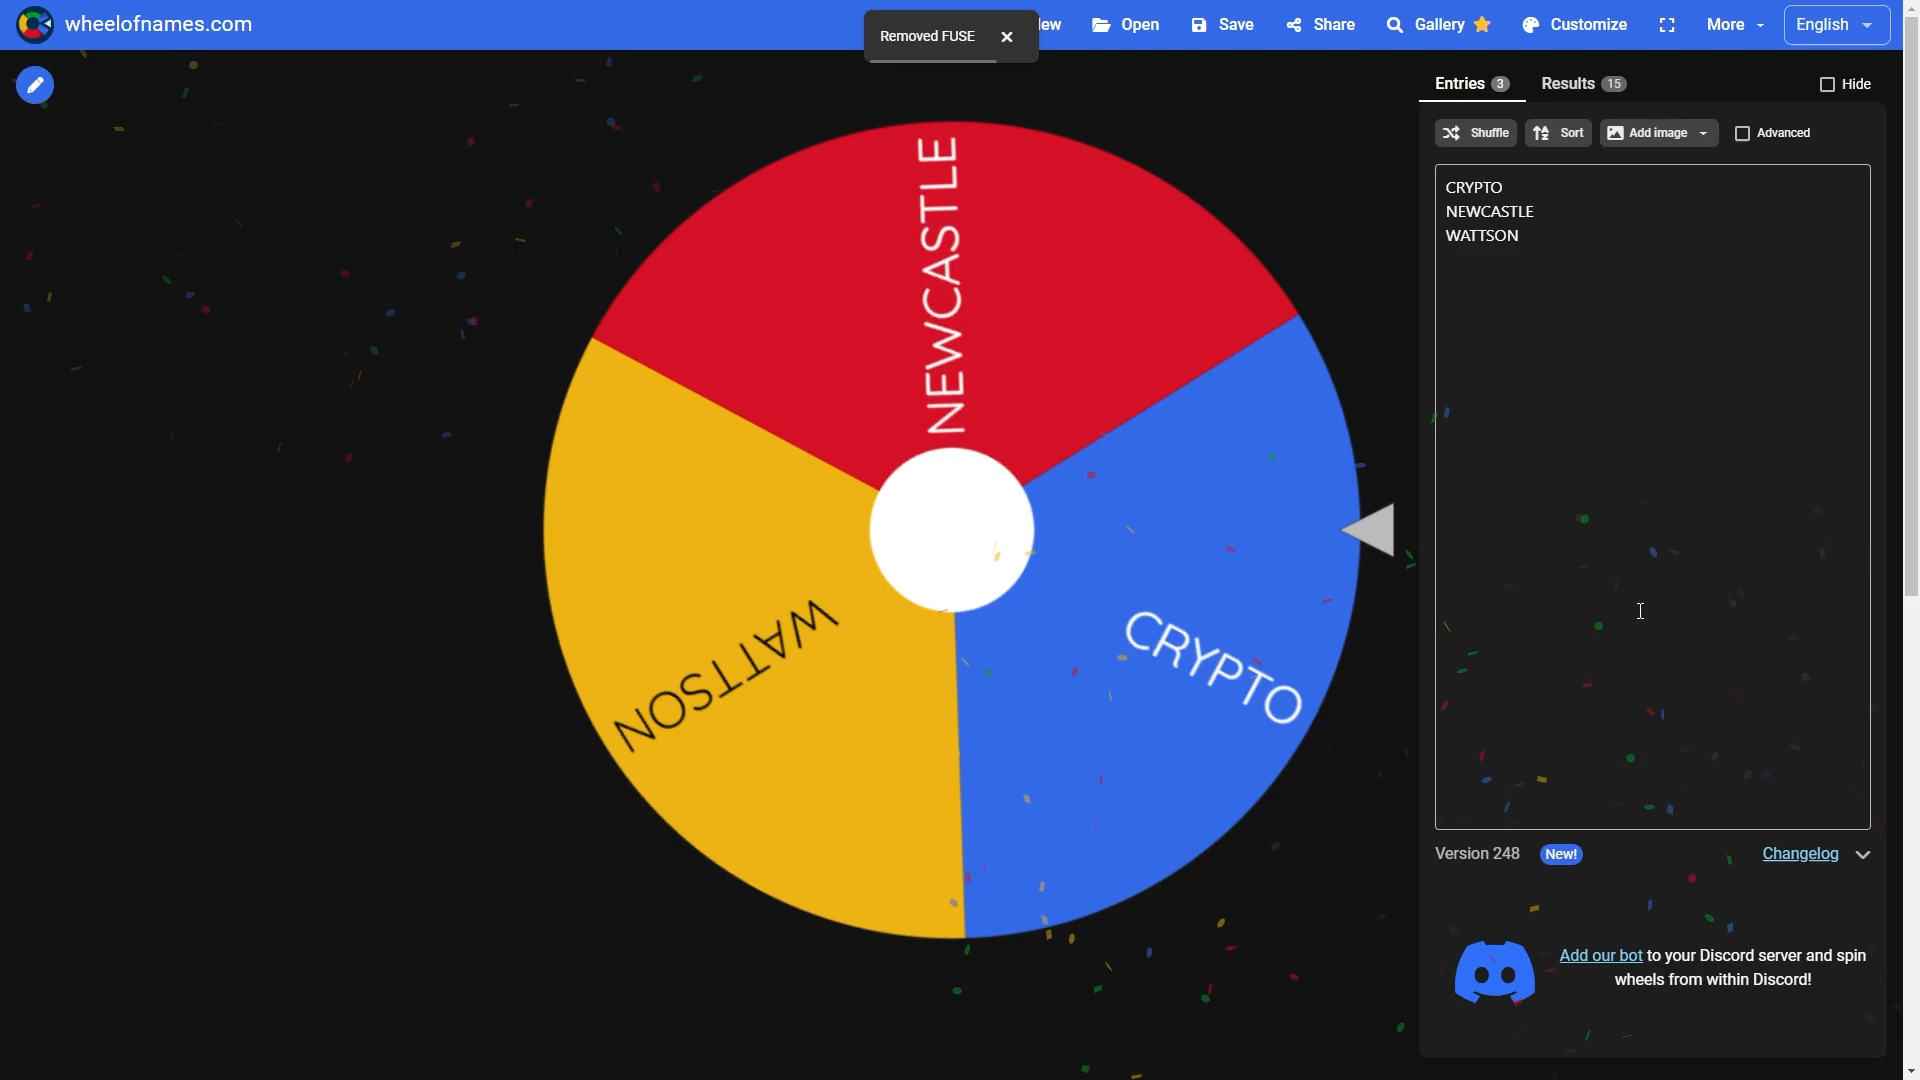 wheelofnames.com
Removed FUSE
Open
Save
Share
Gallery
Customize
More
English
Entries 3
Results 15
Hide
Shuffle
Sort
Add image
Advanced
CRYPTO
NEWCASTLE
WATTSON
NEWCASTLE
WATTSON
CRYPTO
Version 248
New!
Changelog
Add our bot to your Discord server and spin
wheels from within Discord!